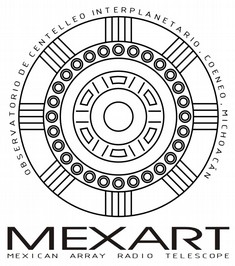 OBSERVATORIO DE CENTELLEO INTERPLANETARIO, COENEO, MICHOACÁN
MEXART
MEXICAN ARRAY RADIO TELESCOPE